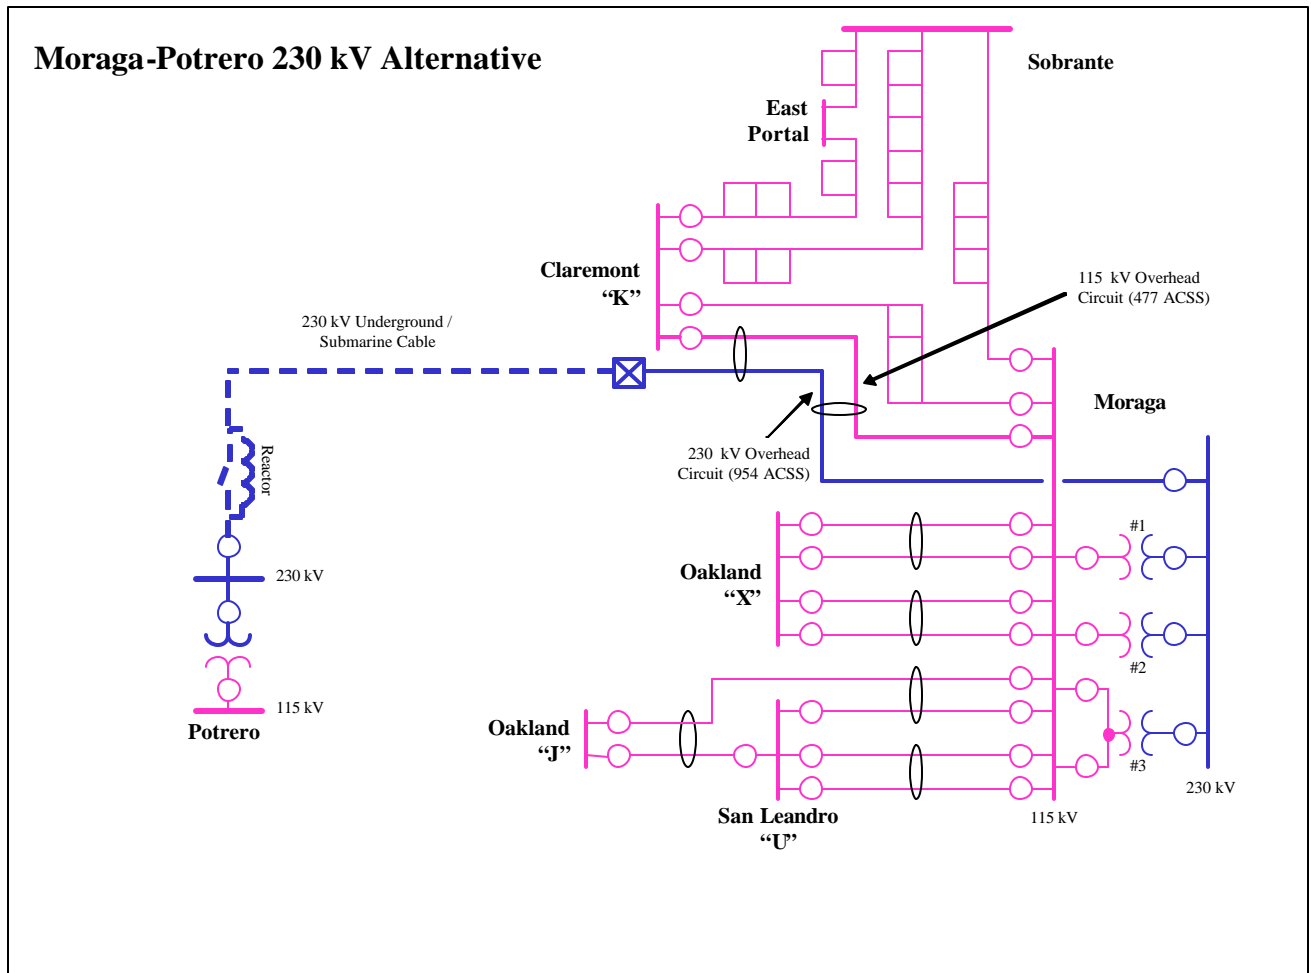 Moraga-Potrero 230 kV Alternative
Sobrante
East
Portal
Claremont
“K”
115 kV Overhead
Circuit (477 ACSS)
230 kV Underground /
Submarine Cable
Moraga
Reactor
230 kV Overhead
Circuit (954 ACSS)
#1
Oakland
“X”
230 kV
#2
115 kV
Potrero
Oakland
“J”
#3
230 kV
San Leandro
“U”
115 kV